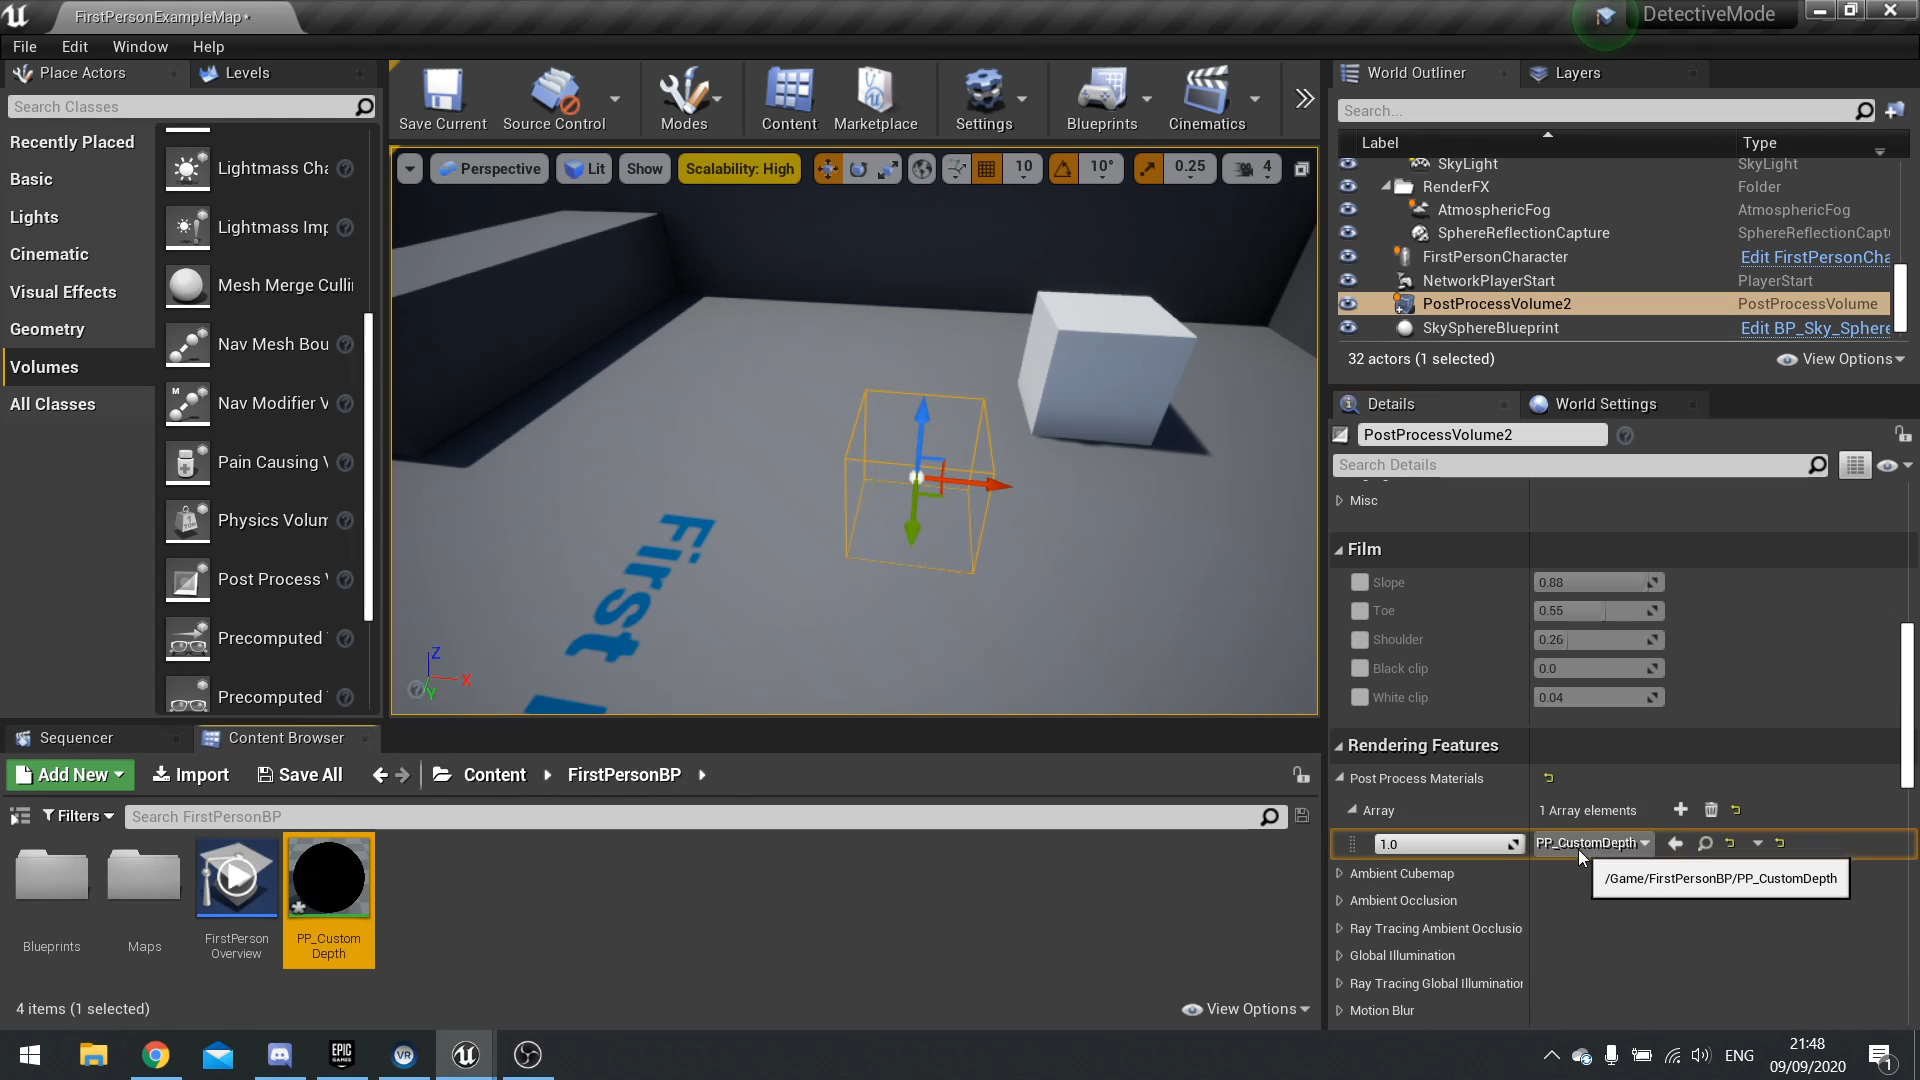 FirstPersonExampleMap*
DetectiveMode
File Edit Window Help
Place Actors
Levels
Search Classes
Recently Placed
Basic
Lights
Cinematic
Visual Effects
Geometry
Volumes
All Classes
Lightmass Cha
Lightmass Imp
Mesh Merge Culli
Nav Mesh Bou
M
Nav Modifier V
Pain Causing V
Physics Volum
Post Process V
Precomputed
Precomputed
Save Current
Source Control
Modes
Content
Marketplace
Settings
Blueprints
Cinematics
Perspective
Lit
Show
Scalability: High
10
10°
0.25
4
First
Z
X
Y
World Outliner
Layers
Search...
Label
Type
SkyLight SkyLight
RenderFX Folder
AtmosphericFog AtmosphericFog
SphereReflectionCapture SphereReflectionCapt
FirstPersonCharacter Edit FirstPersonCha
NetworkPlayerStart PlayerStart
PostProcessVolume2 PostProcessVolume
SkySphereBlueprint Edit BP_Sky_Sphere
32 actors (1 selected)
View Options
Details
World Settings
PostProcessVolume2
Search Details
Misc
Film
Slope 0.88
Toe 0.55
Shoulder 0.26
Black clip 0.0
White clip 0.04
Rendering Features
Post Process Materials
Array 1 Array elements
1.0 PP_CustomDepth
/Game/FirstPersonBP/PP_CustomDepth
Ambient Cubemap
Ambient Occlusion
Ray Tracing Ambient Occlusio
Global Illumination
Ray Tracing Global Illumination
Motion Blur
Sequencer
Content Browser
Add New
Import
Save All
Content
FirstPersonBP
Filters
Search FirstPersonBP
Blueprints
Maps
FirstPerson
Overview
PP_Custom
Depth
4 items (1 selected)
View Options
EPIC
GAMES
VR
ENG
21:48
09/09/2020
1